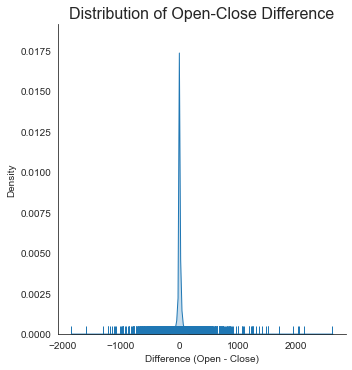 Distribution of Open-Close Difference
0.0175
0.0150
0.0125
0.0100
0.0075
0.0050
0.0025
0.0000
Density
−2000 −1000 0 1000 2000
Difference (Open - Close)